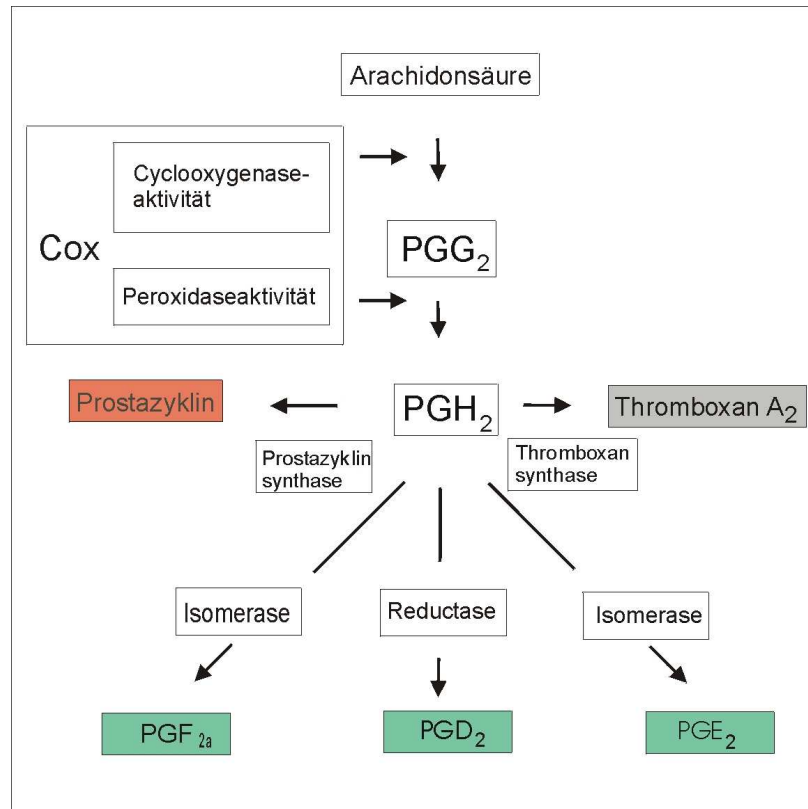 Arachidonsäure
Cyclooxygenase-
aktivität
Cox
PGG2
Peroxidaseaktivität
Prostazyklin
PGH2
Thromboxan A2
Prostazyklin
synthase
Thromboxan
synthase
Isomerase
Reductase
Isomerase
PGF 2a
PGD2
PGE2